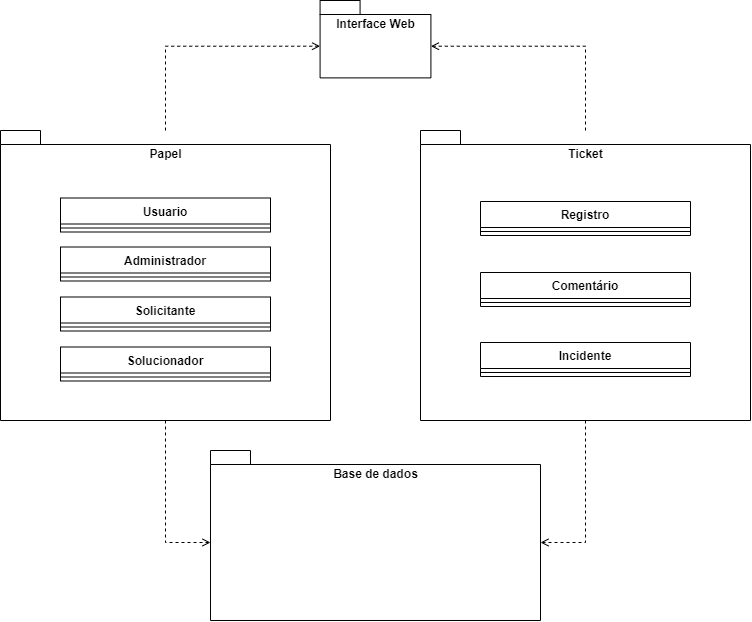 Interface Web
Papel
Usuario
Administrador
Solicitante
Solucionador
Ticket
Registro
Comentário
Incidente
Base de dados